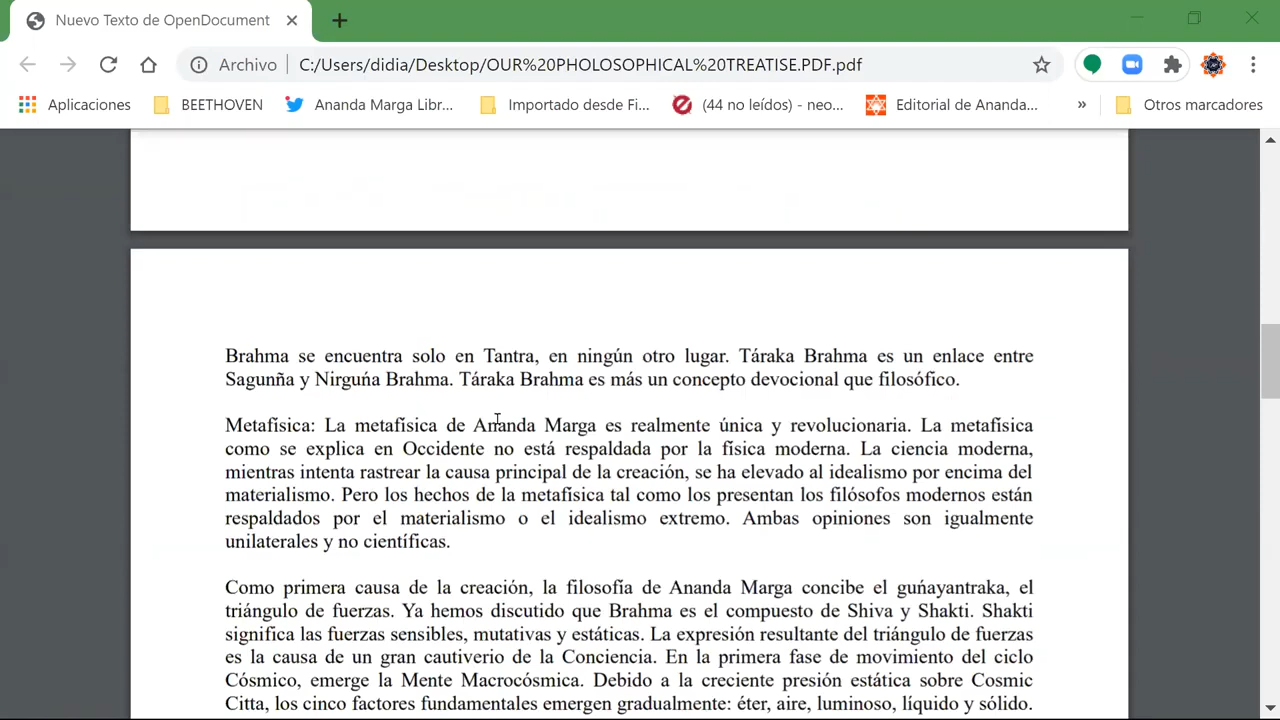 Nuevo Texto de OpenDocument
Archivo C:/Users/didia/Desktop/OUR%20PHOLOSOPHICAL%20TREATISE.PDF.pdf
Aplicaciones BEETHOVEN Ananda Marga Libr... Importado desde Fi... (44 no leídos) - neo... Editorial de Ananda... » Otros marcadores
Brahma se encuentra solo en Tantra, en ningún otro lugar. Táraka Brahma es un enlace entre
Sagunña y Nirguńa Brahma. Táraka Brahma es más un concepto devocional que filosófico.
Metafísica: La metafísica de Ananda Marga es realmente única y revolucionaria. La metafísica
como se explica en Occidente no está respaldada por la física moderna. La ciencia moderna,
mientras intenta rastrear la causa principal de la creación, se ha elevado al idealismo por encima del
materialismo. Pero los hechos de la metafísica tal como los presentan los filósofos modernos están
respaldados por el materialismo o el idealismo extremo. Ambas opiniones son igualmente
unilaterales y no científicas.
Como primera causa de la creación, la filosofía de Ananda Marga concibe el guńayantraka, el
triángulo de fuerzas. Ya hemos discutido que Brahma es el compuesto de Shiva y Shakti. Shakti
significa las fuerzas sensibles, mutativas y estáticas. La expresión resultante del triángulo de fuerzas
es la causa de un gran cautiverio de la Conciencia. En la primera fase de movimiento del ciclo
Cósmico, emerge la Mente Macrocósmica. Debido a la creciente presión estática sobre Cosmic
Citta, los cinco factores fundamentales emergen gradualmente: éter, aire, luminoso, líquido y sólido.